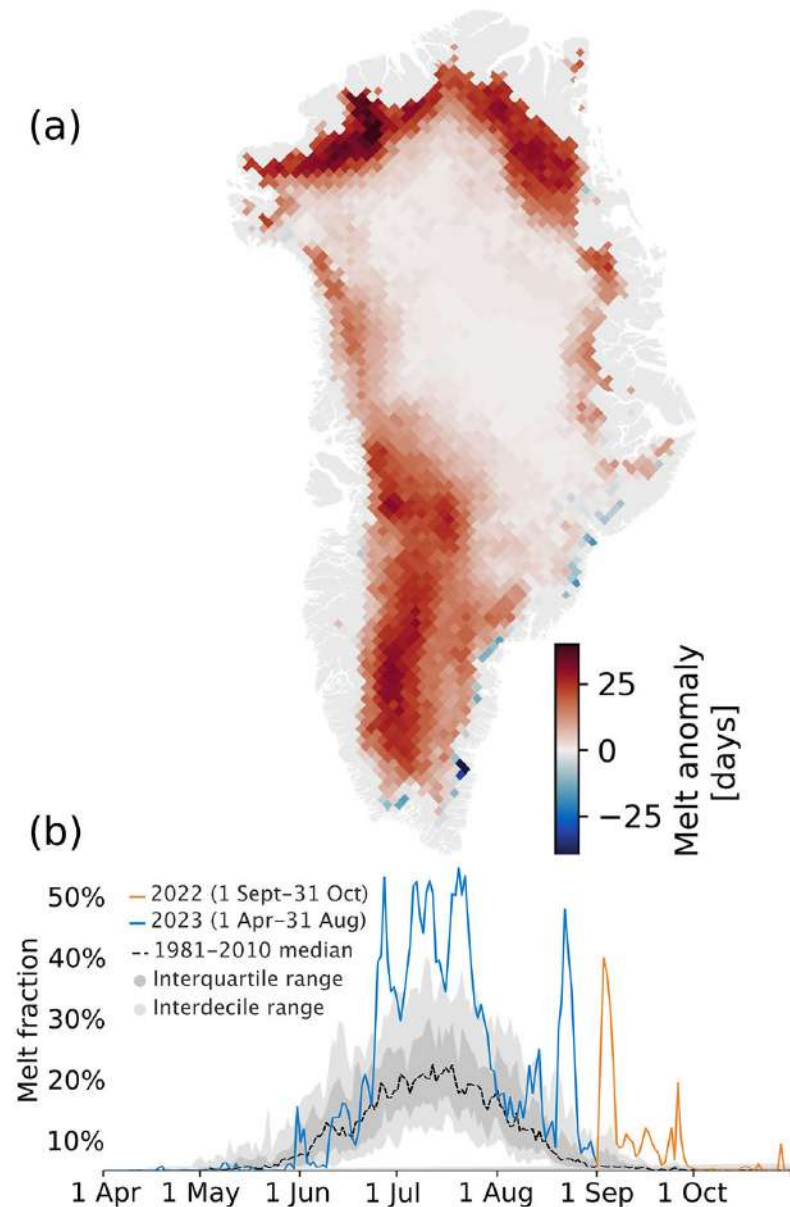 (a)
25
0
−25
Melt anomaly
[days]
(b)
50%
40%
30%
20%
10%
Melt fraction
2022 (1 Sept–31 Oct)
2023 (1 Apr–31 Aug)
1981–2010 median
Interquartile range
Interdecile range
1 Apr 1 May 1 Jun 1 Jul 1 Aug 1 Sep 1 Oct